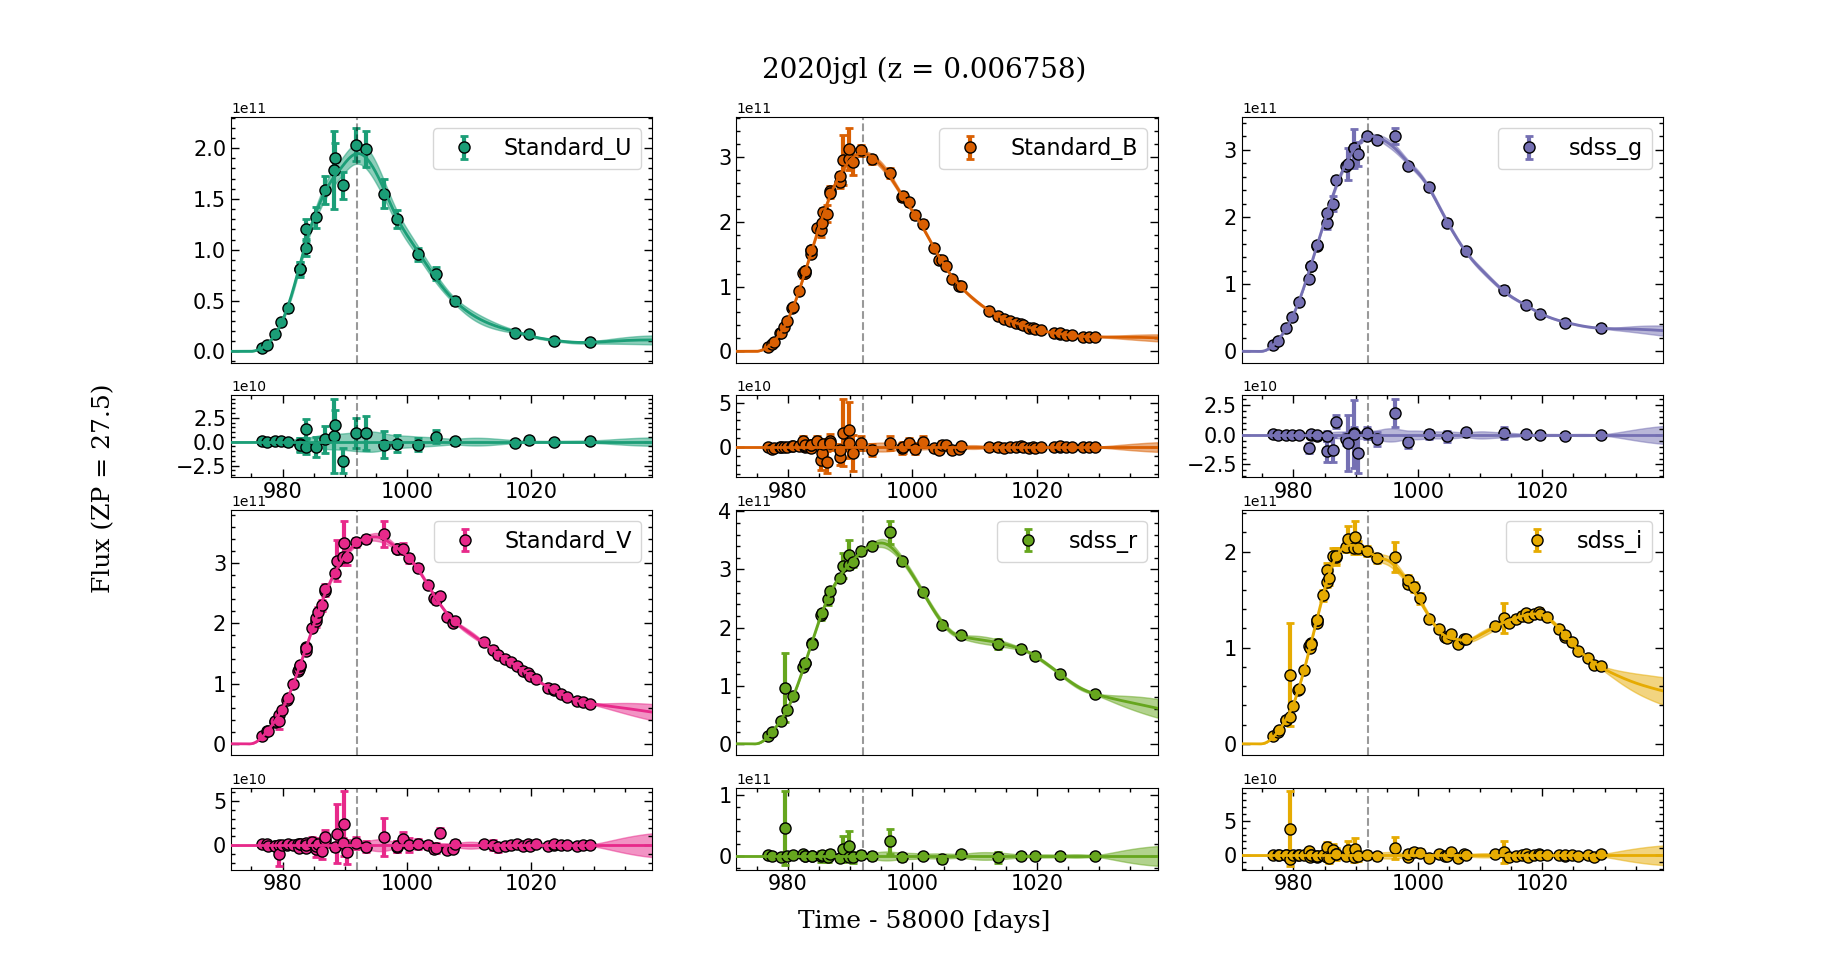 2020jgl (z = 0.006758)
1e11 1e11 1e11
Standard_U Standard_B sdss_g
2.0 1.5 1.0 0.5 0.0
3 2 1 0
3 2 1 0
1e10 1e10 1e10
2.5 0.0 −2.5
5 0
2.5 0.0 −2.5
980 1000 1020
980 1000 1020
980 1000 1020
1e11 1e11 1e11
Standard_V sdss_r sdss_i
3 2 1 0
4 3 2 1 0
2 1 0
1e10 1e11 1e10
5 0
1 0
5 0
980 1000 1020
980 1000 1020
980 1000 1020
Flux (ZP = 27.5)
Time - 58000 [days]